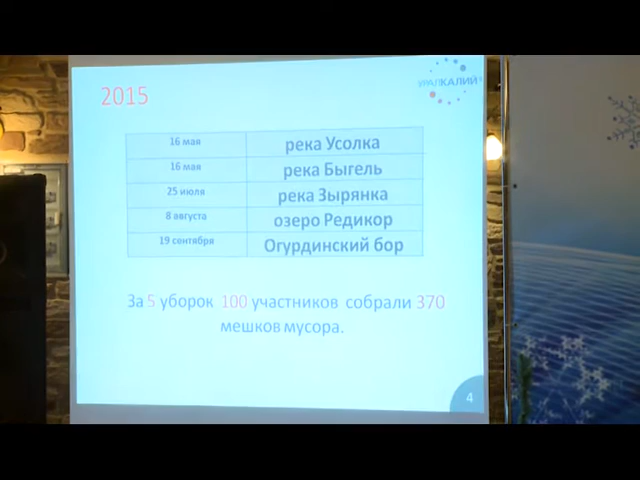 2015
УРАЛКАЛИЙ
16 мая река Усолка
16 мая река Быгель
25 июля река Зырянка
8 августа озеро Редикор
19 сентября Огурдинский бор
За 5 уборок 100 участников собрали 370
мешков мусора.
4